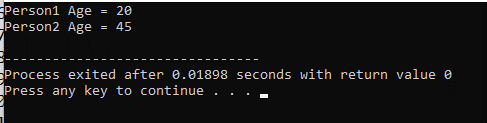 Person1 Age = 20
Person2 Age = 45
--------------------------------
Process exited after 0.01898 seconds with return value 0
Press any key to continue . . .